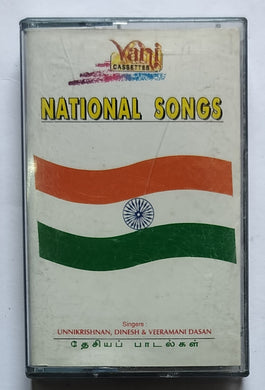 Vani
CASSETTES
NATIONAL SONGS
Singers :
UNNIKRISHNAN, DINESH & VEERAMANI DASAN
தேசியப் பாடல்கள்